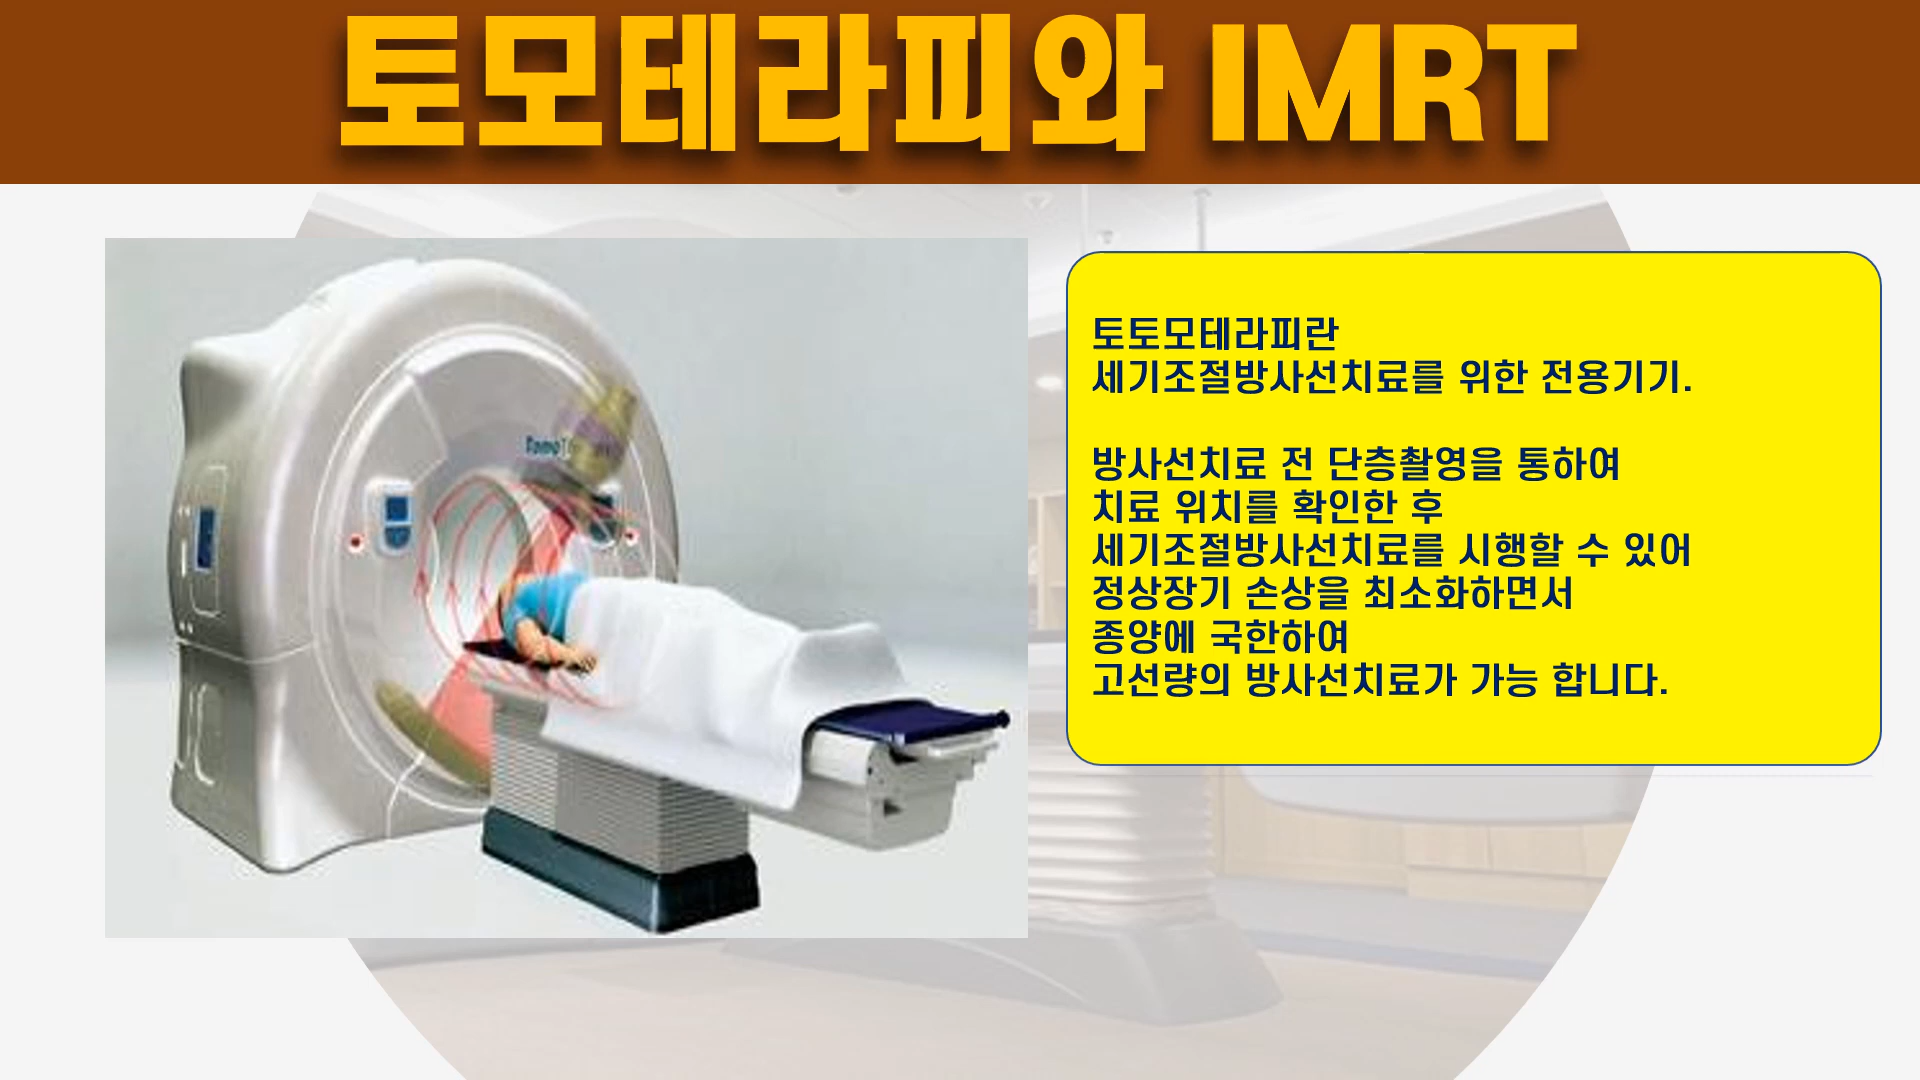 토모테라피와 IMRT
토토모테라피란
세기조절방사선치료를 위한 전용기기.
방사선치료 전 단층촬영을 통하여
치료 위치를 확인한 후
세기조절방사선치료를 시행할 수 있어
정상장기 손상을 최소화하면서
종양에 국한하여
고선량의 방사선치료가 가능 합니다.